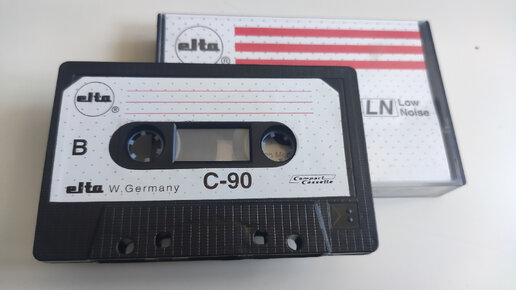 elta
®
LN Low
Noise
elta
®
B
elta W.Germany
C-90
Compact
Cassette